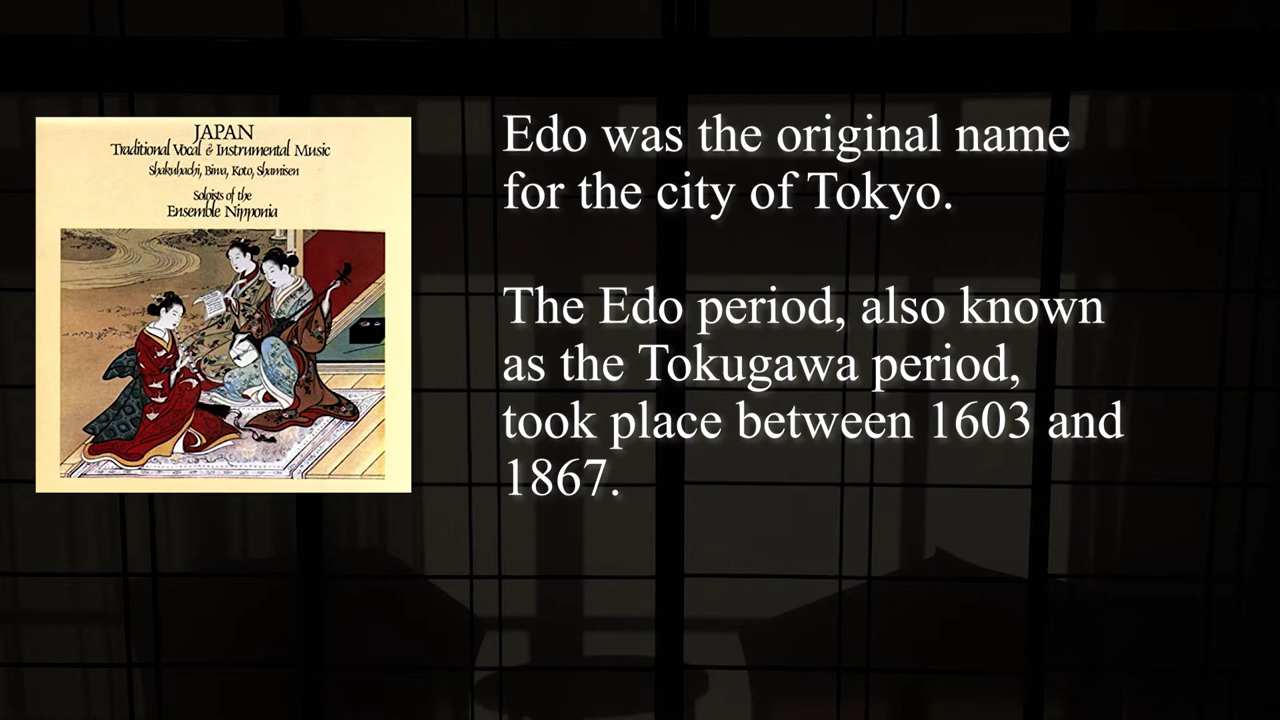 JAPAN
Traditional Vocal & Instrumental Music
Shakuhachi, Biwa, Koto, Shamisen
Soloists of the
Ensemble Nipponia
Edo was the original name
for the city of Tokyo.
The Edo period, also known
as the Tokugawa period,
took place between 1603 and
1867.